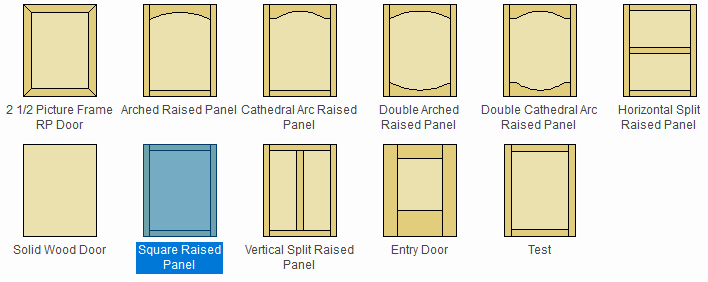 2 1/2 Picture Frame
RP Door
Arched Raised Panel
Cathedral Arc Raised
Panel
Double Arched
Raised Panel
Double Cathedral Arc
Raised Panel
Horizontal Split
Raised Panel
Solid Wood Door
Square Raised
Panel
Vertical Split Raised
Panel
Entry Door
Test